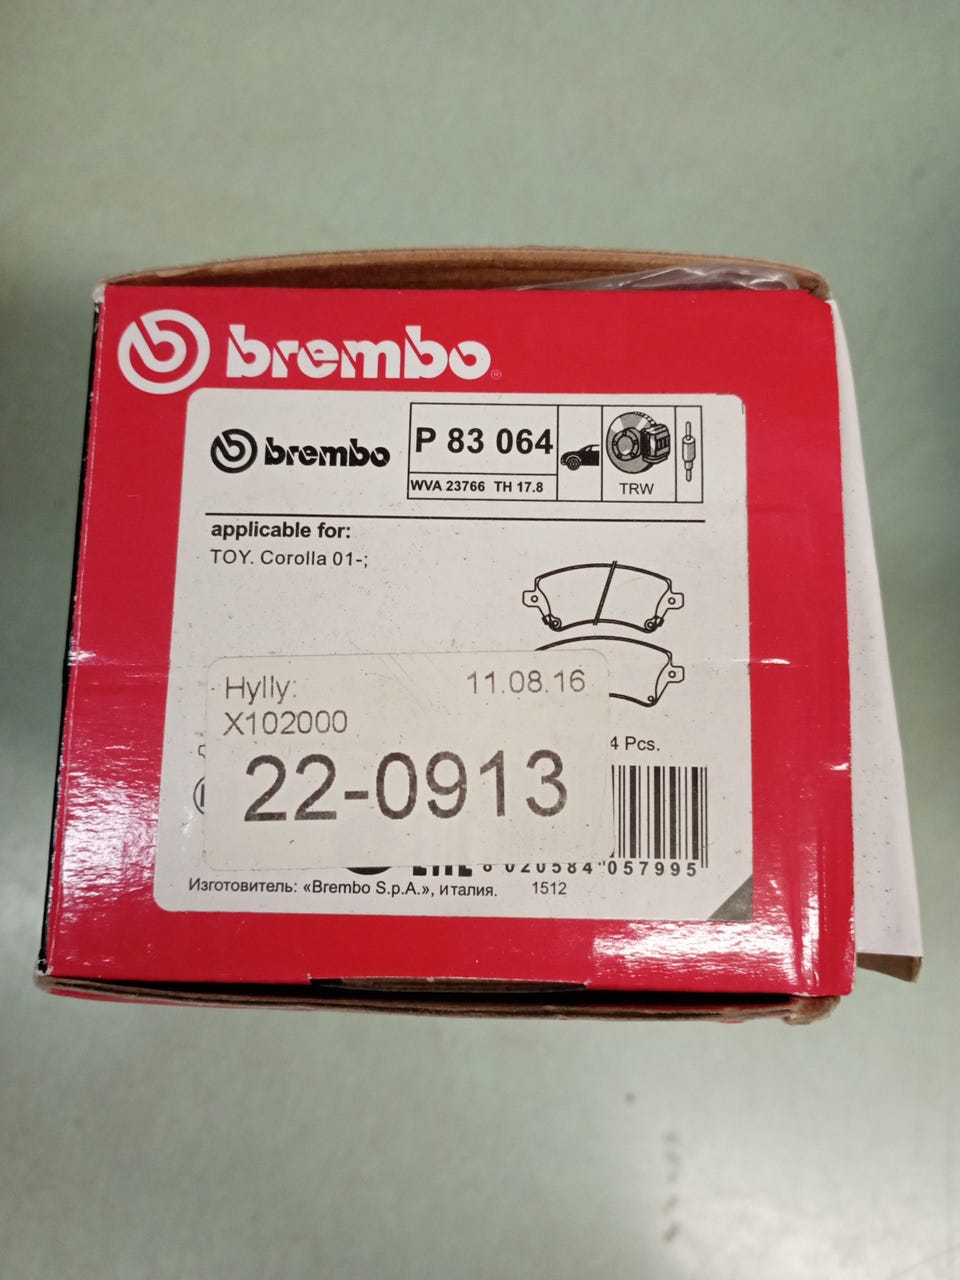 brembo®
brembo
P 83 064
WVA 23766 TH 17.8
TRW
applicable for:
TOY. Corolla 01-;
Hylly: 11.08.16
X102000
22-0913
4 Pcs.
8 020584 057995
Изготовитель: «Brembo S.p.A.», италия. 1512